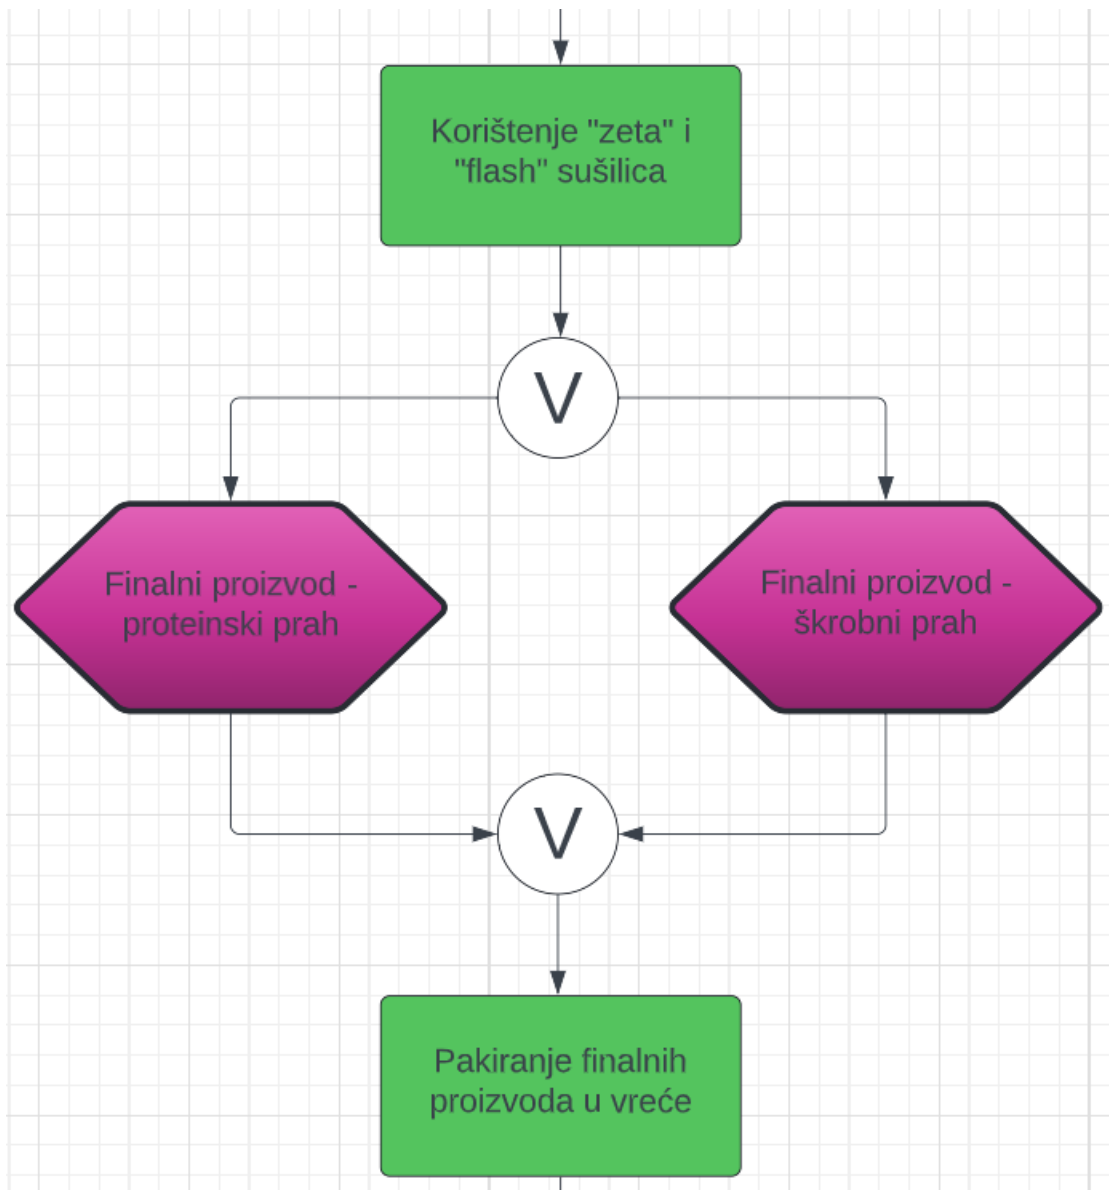 Korištenje "zeta" i
"flash" sušilica
V
Finalni proizvod -
proteinski prah
Finalni proizvod -
škrobni prah
V
Pakiranje finalnih
proizvoda u vreće